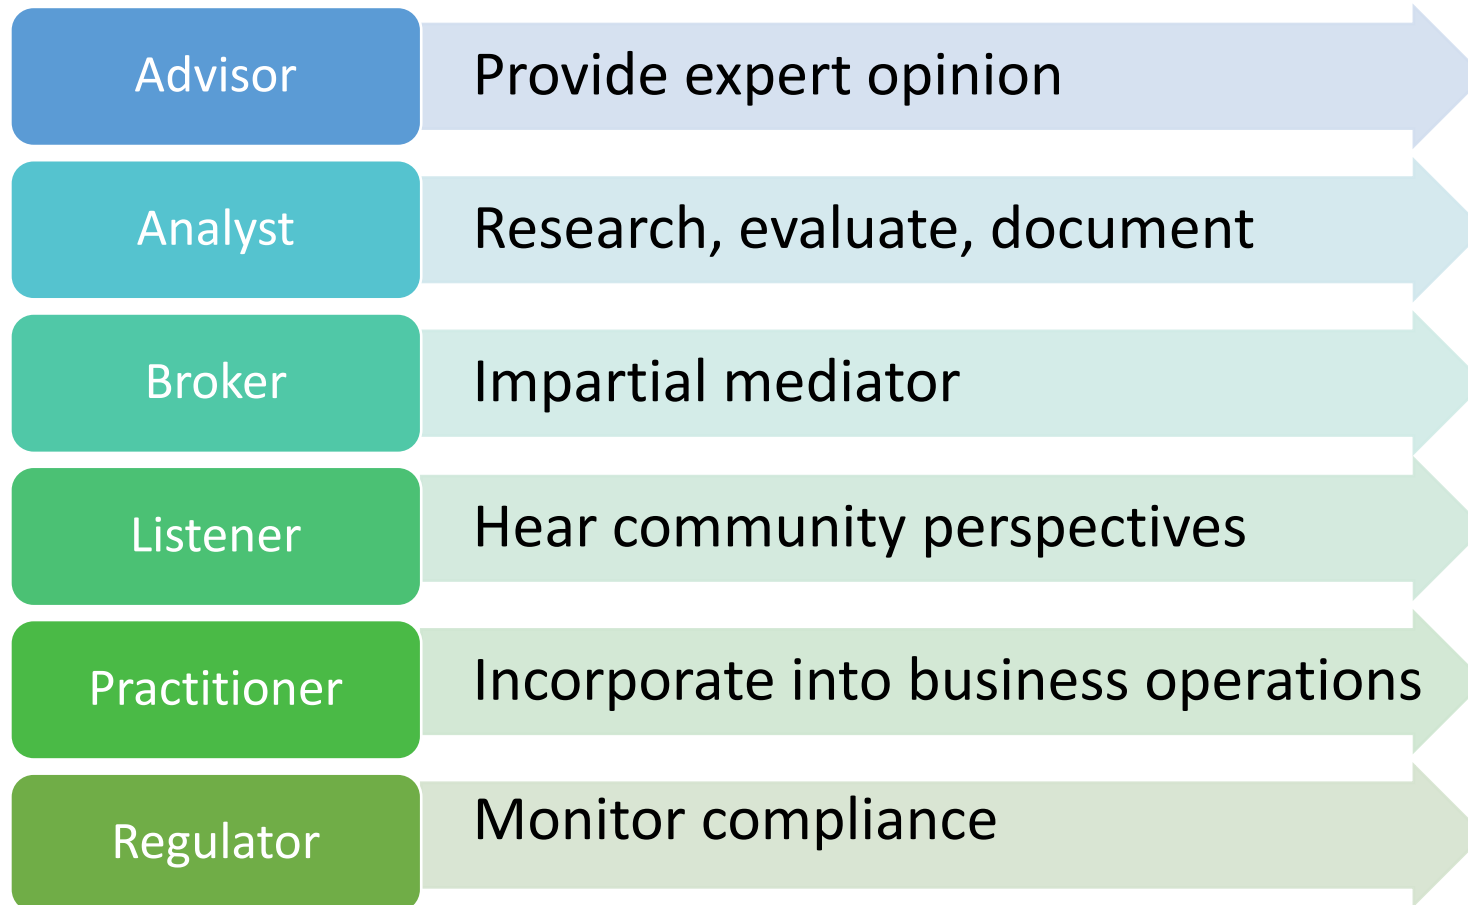 Advisor
Provide expert opinion
Analyst
Research, evaluate, document
Broker
Impartial mediator
Listener
Hear community perspectives
Practitioner
Incorporate into business operations
Regulator
Monitor compliance